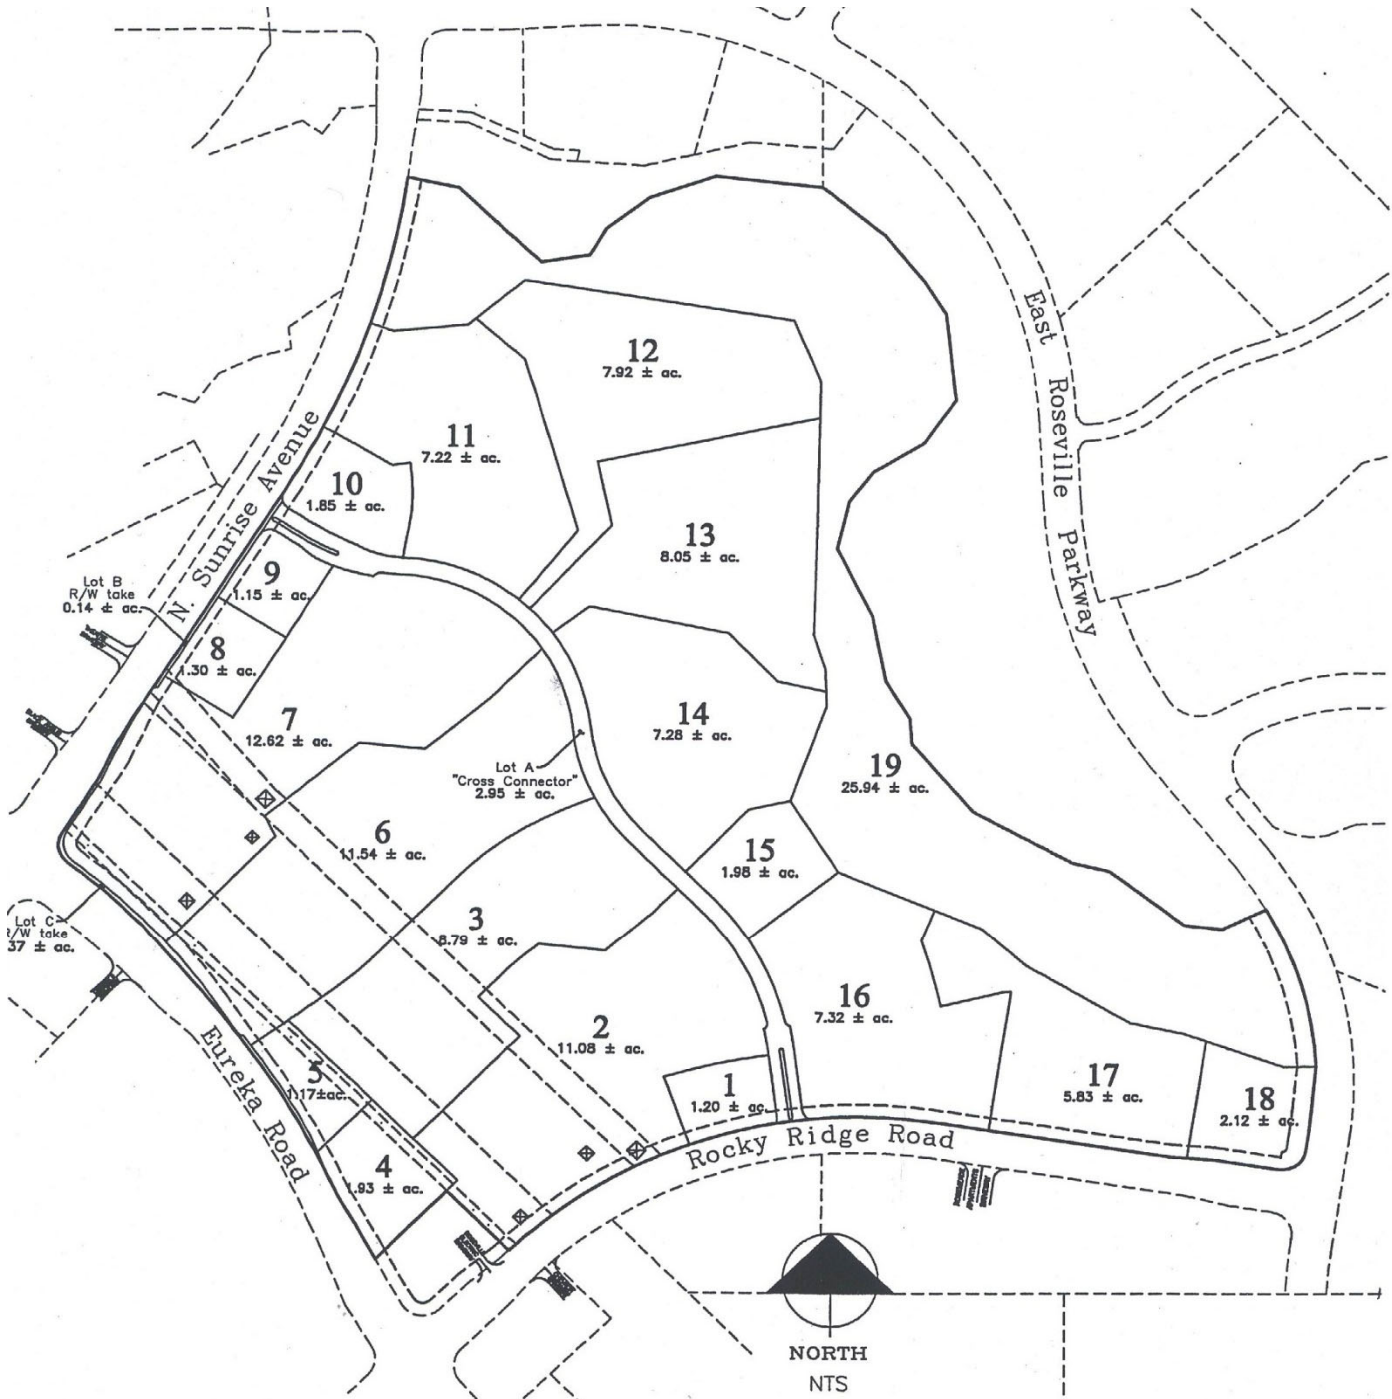 East Roseville Parkway
12
7.92 ± ac.
N. Sunrise Avenue
11
7.22 ± ac.
10
1.85 ± ac.
13
8.05 ± ac.
9
1.15 ± ac.
Lot B
R/W take
0.14 ± ac.
8
1.30 ± ac.
7
12.62 ± ac.
14
7.28 ± ac.
Lot A
"Cross Connector"
2.95 ± ac.
19
25.94 ± ac.
6
11.54 ± ac.
15
1.98 ± ac.
3
8.79 ± ac.
Lot C
R/W take
37 ± ac.
16
7.32 ± ac.
2
11.08 ± ac.
Eureka Road
5
1.17±ac.
1
1.20 ± ac.
17
5.83 ± ac.
18
2.12 ± ac.
Rocky Ridge Road
4
1.93 ± ac.
NORTH
NTS